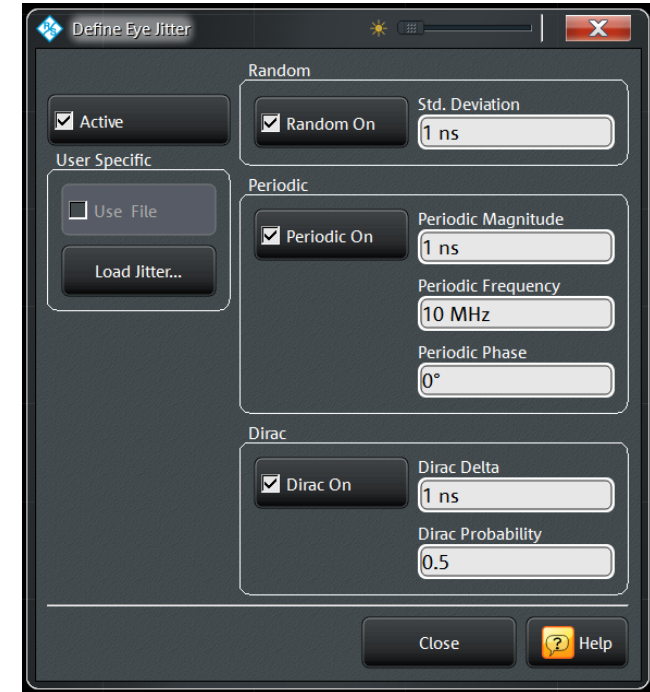 Define Eye Jitter
Active
User Specific
Use File
Load Jitter...
Random
Random On
Std. Deviation
1 ns
Periodic
Periodic On
Periodic Magnitude
1 ns
Periodic Frequency
10 MHz
Periodic Phase
0°
Dirac
Dirac On
Dirac Delta
1 ns
Dirac Probability
0.5
Close
Help